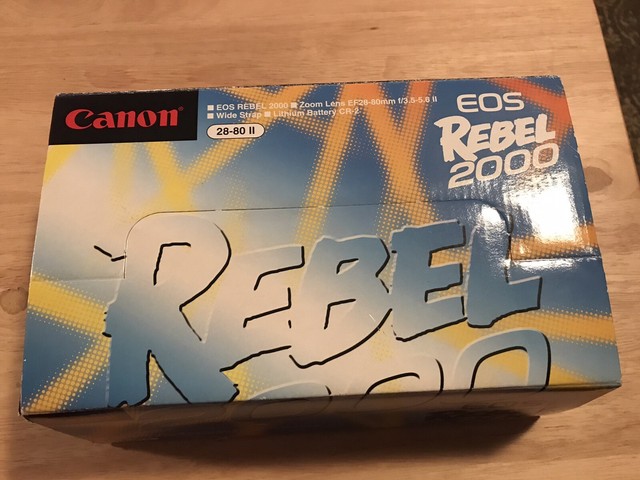 Canon
■ EOS REBEL 2000 ■ Zoom Lens EF28-80mm f/3.5-5.6 II
■ Wide Strap ■ Lithium Battery CR-2
28-80 II
EOS
REBEL
2000
REBEL
2000